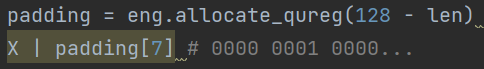 padding = eng.allocate_qureg(128 - len)
X | padding[7] # 0000 0001 0000...